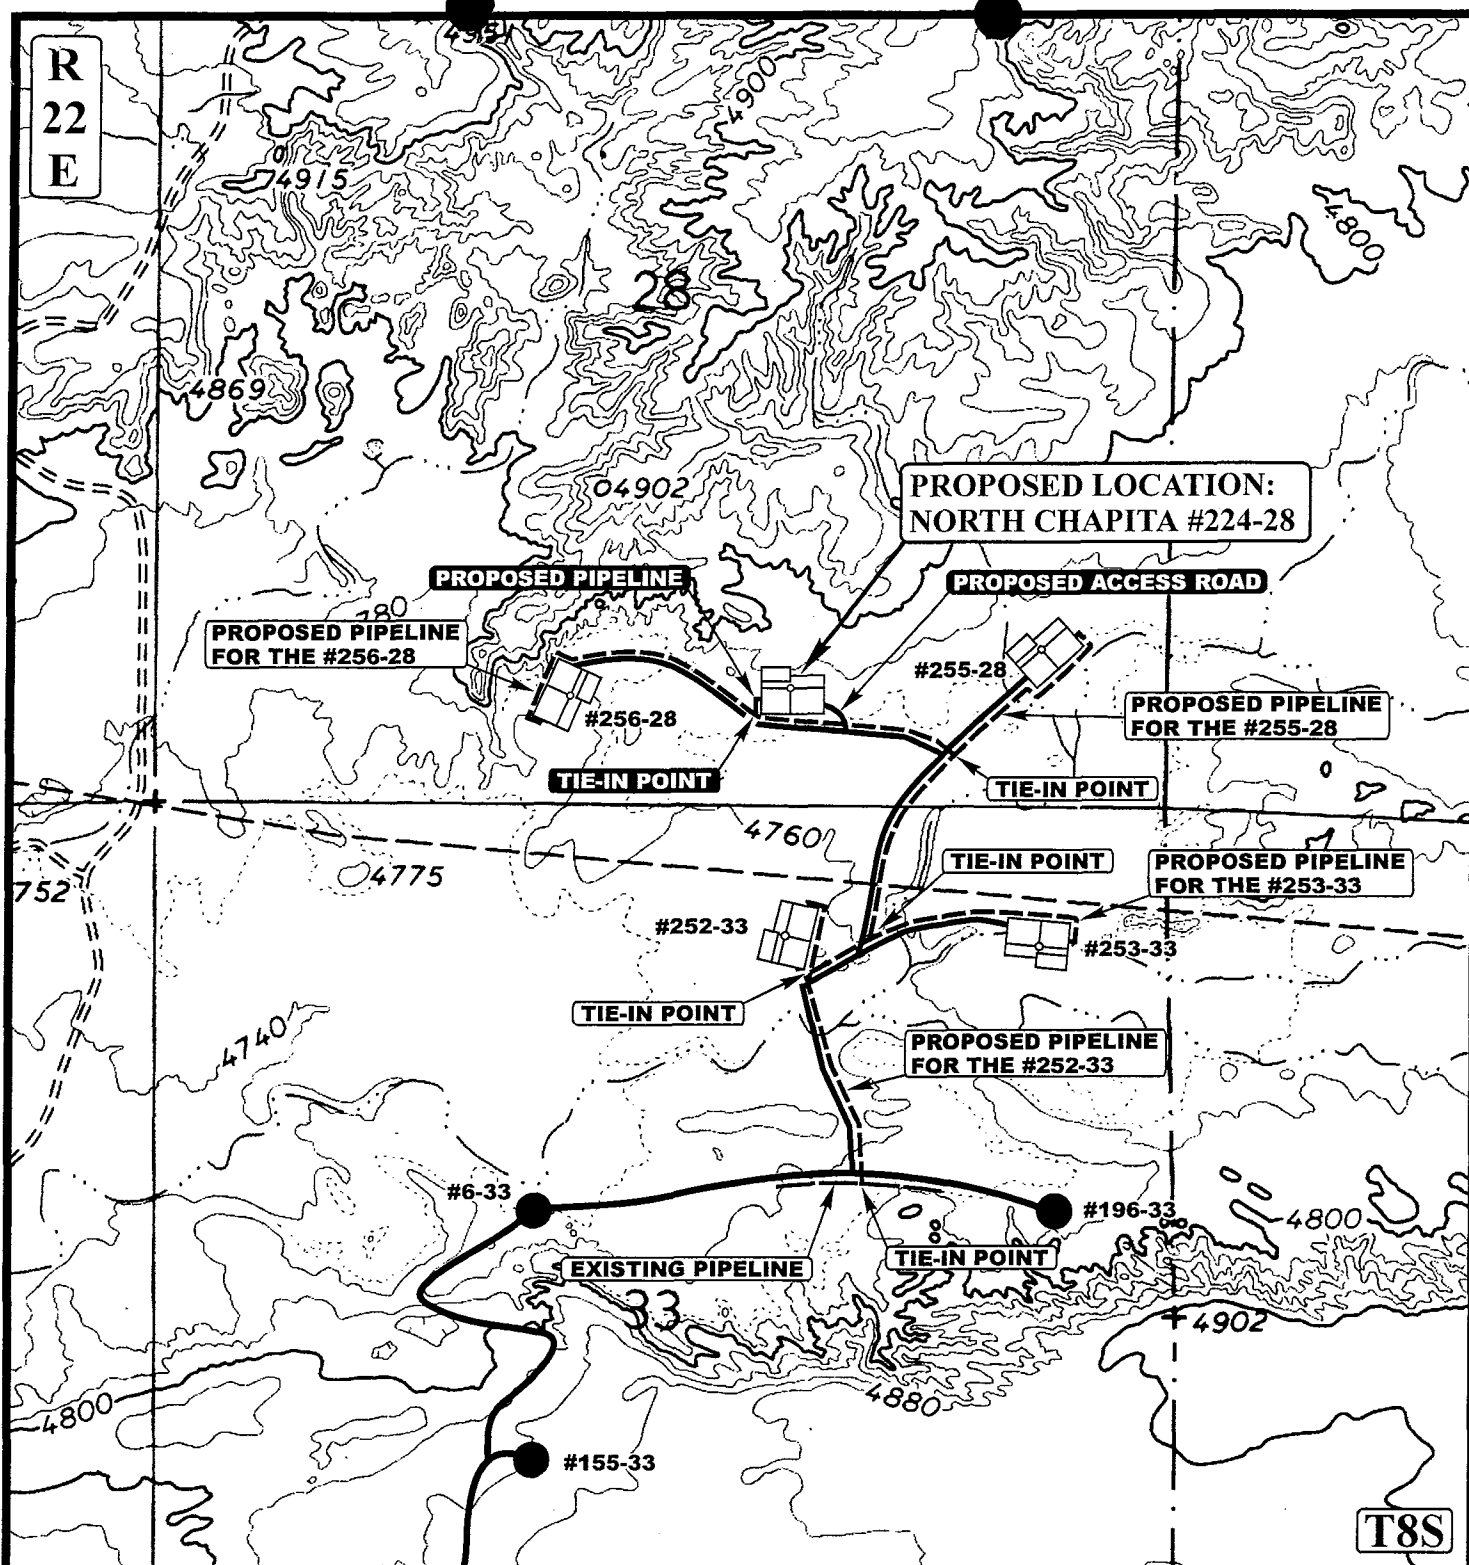 4951
R
22
E
4900
4915
4800
28
4869
04902
PROPOSED LOCATION:
NORTH CHAPITA #224-28
PROPOSED PIPELINE
PROPOSED ACCESS ROAD
780
PROPOSED PIPELINE
FOR THE #256-28
#255-28
#256-28
PROPOSED PIPELINE
FOR THE #255-28
TIE-IN POINT
TIE-IN POINT
4760
4775
752
TIE-IN POINT
PROPOSED PIPELINE
FOR THE #253-33
#252-33
#253-33
TIE-IN POINT
4740
PROPOSED PIPELINE
FOR THE #252-33
#6-33
#196-33
4800
EXISTING PIPELINE
TIE-IN POINT
33
4902
4880
4800
#155-33
T8S